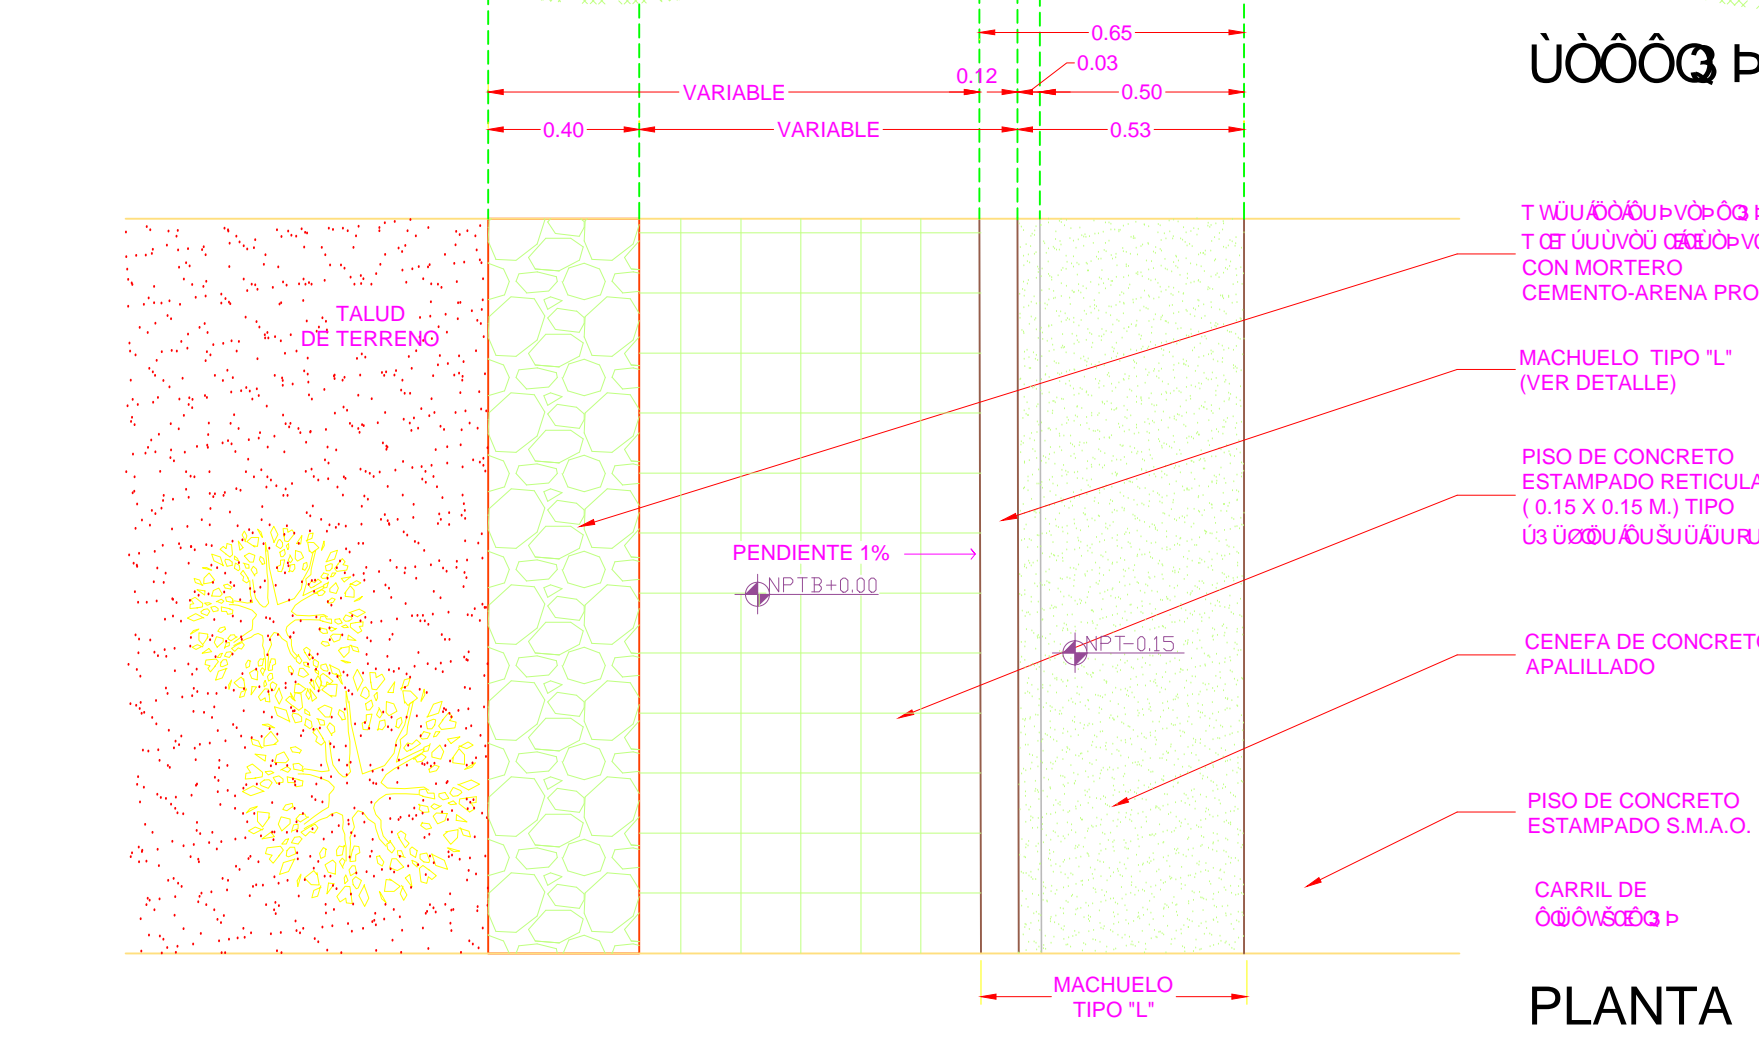 0.65
0.03
0.12
VARIABLE
0.50
0.40
VARIABLE
0.53
CON MORTERO
CEMENTO-ARENA PRO
TALUD
DE TERRENO
MACHUELO TIPO "L"
(VER DETALLE)
PISO DE CONCRETO
ESTAMPADO RETICULA
( 0.15 X 0.15 M.) TIPO
PENDIENTE 1%
NPTB+0.00
NPT-0.15
CENEFA DE CONCRETO
APALILLADO
PISO DE CONCRETO
ESTAMPADO S.M.A.O.
CARRIL DE
MACHUELO
TIPO "L"
PLANTA